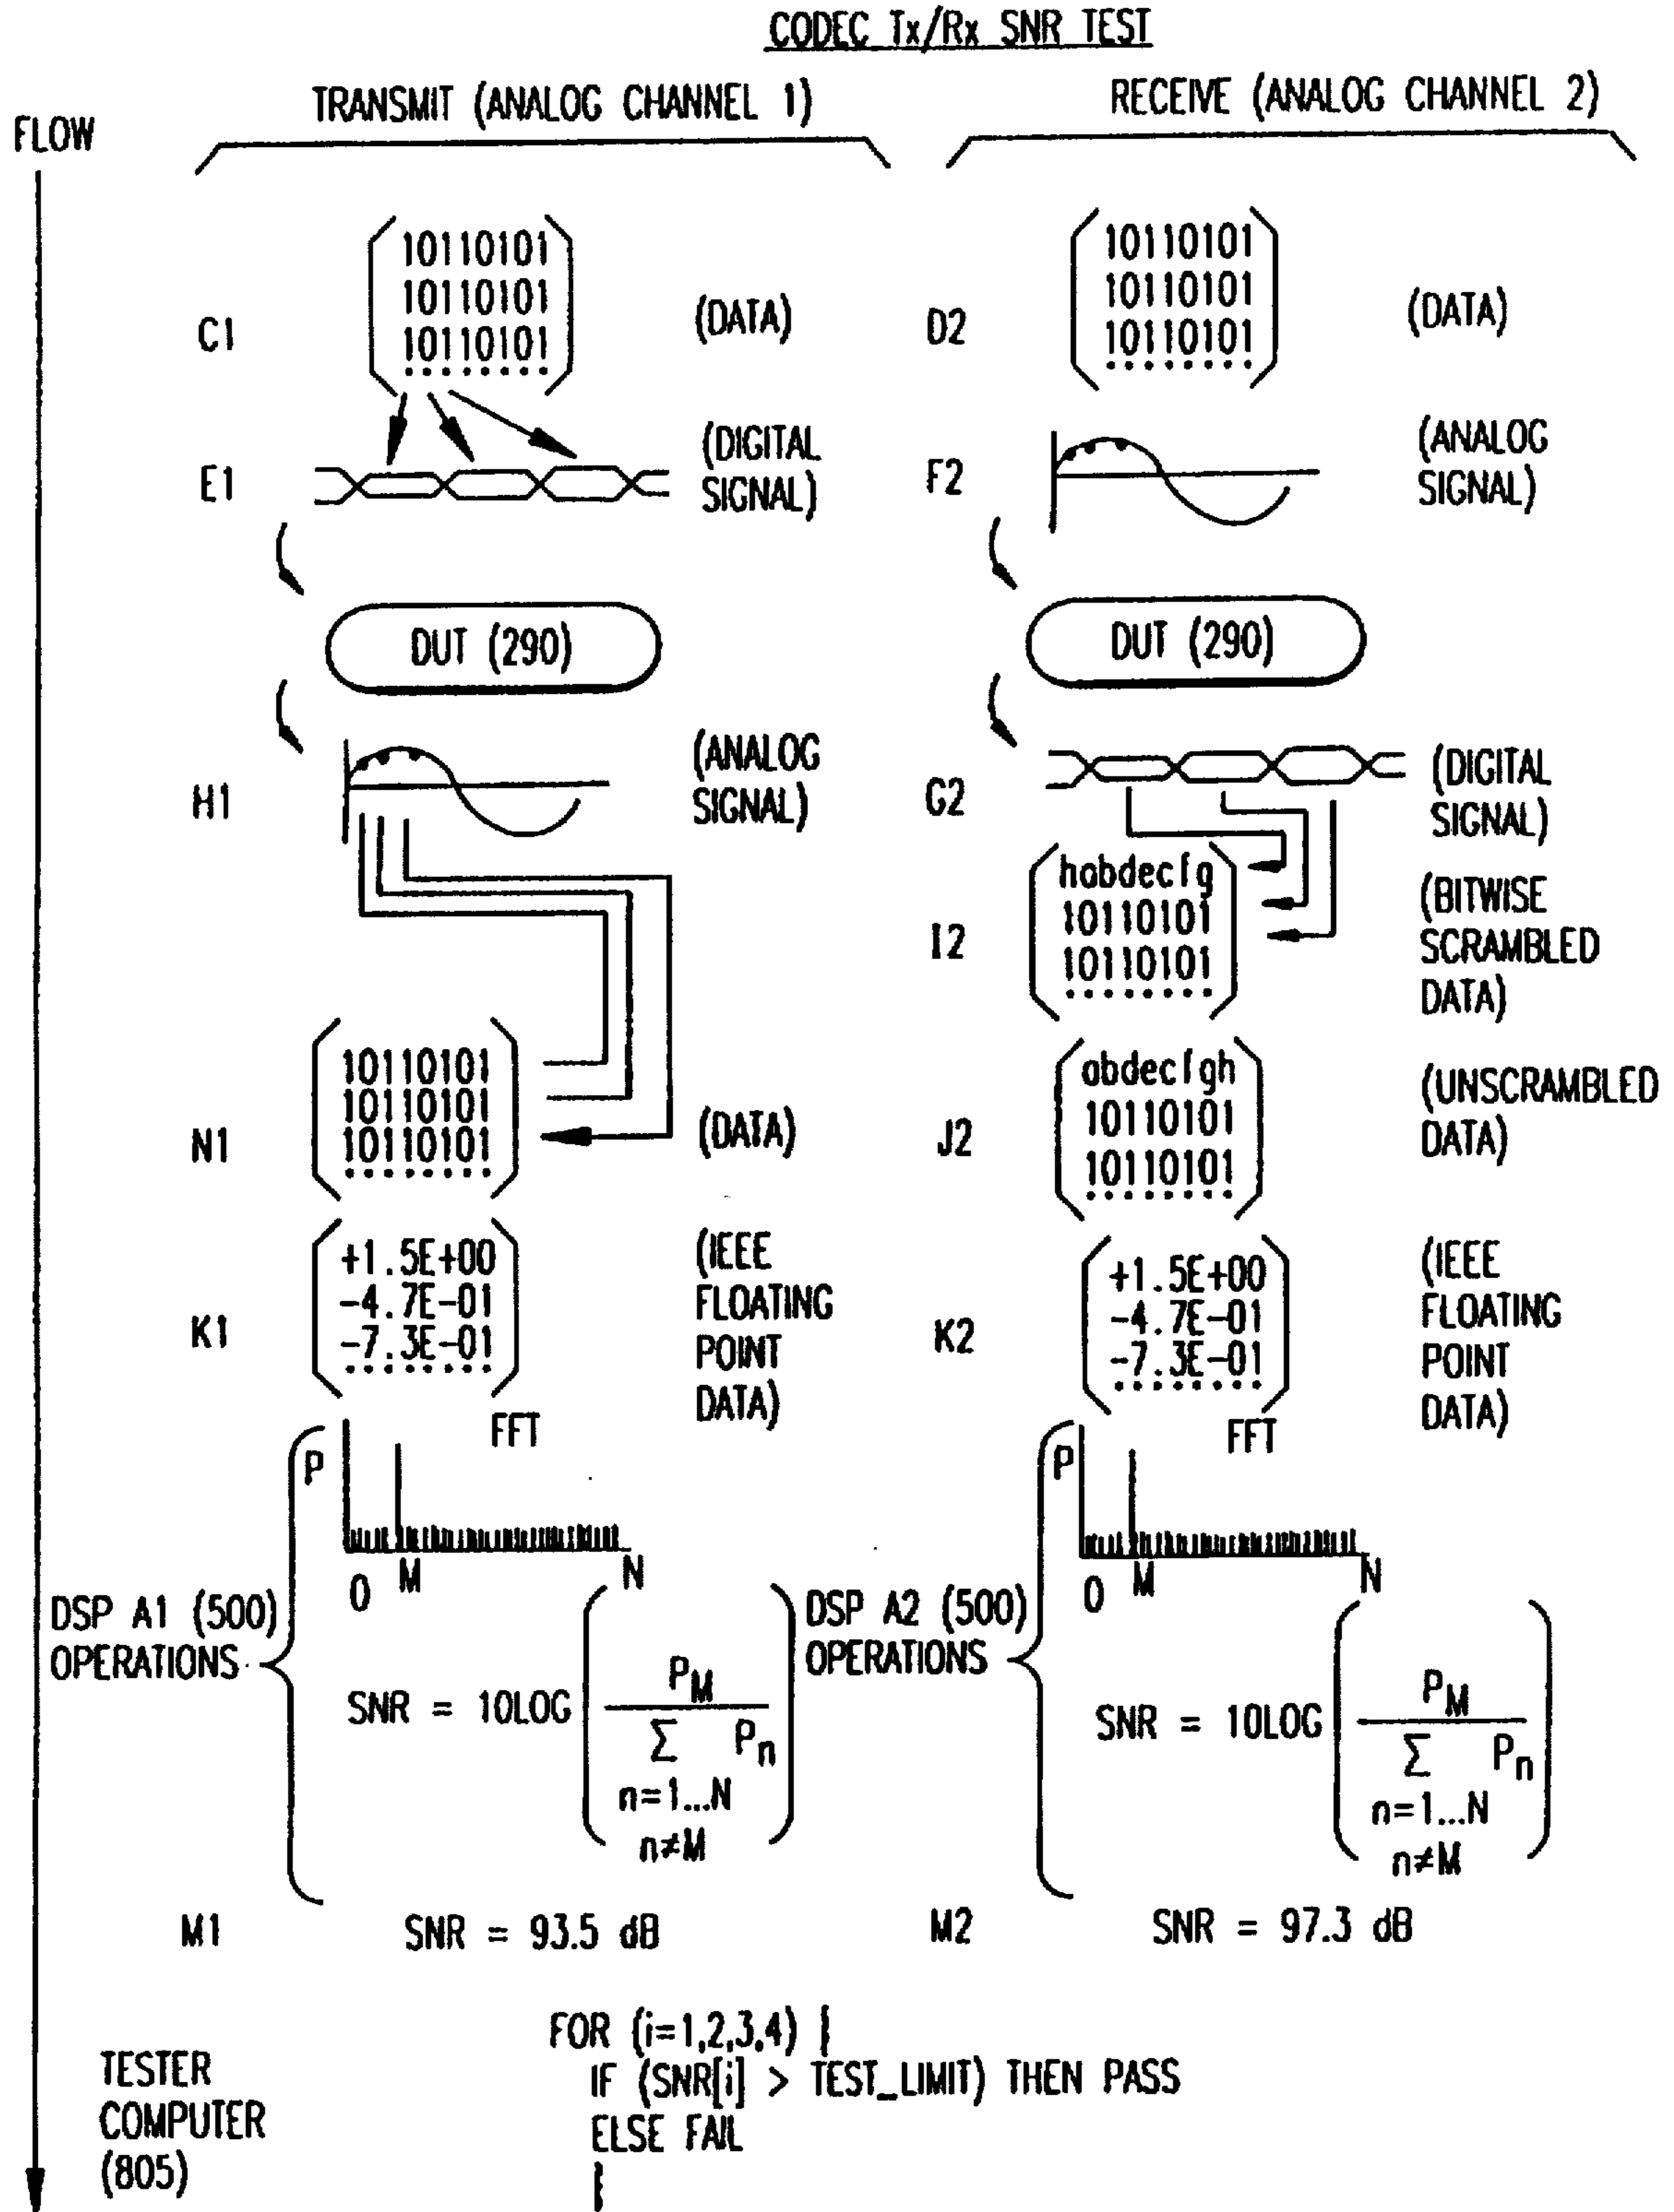 CODEC Tx/Rx SNR TEST
FLOW
TRANSMIT (ANALOG CHANNEL 1)
C1
10110101
10110101
10110101
........
(DATA)
E1
(DIGITAL
SIGNAL)
DUT (290)
H1
(ANALOG
SIGNAL)
N1
10110101
10110101
10110101
........
(DATA)
K1
+1.5E+00
-4.7E-01
-7.3E-01
........
(IEEE
FLOATING
POINT
DATA)
DSP A1 (500)
OPERATIONS
P
FFT
0 M N
SNR = 10LOG
P_M
Σ P_n
n=1...N
n≠M
M1
SNR = 93.5 dB
RECEIVE (ANALOG CHANNEL 2)
D2
10110101
10110101
10110101
........
(DATA)
F2
(ANALOG
SIGNAL)
DUT (290)
G2
(DIGITAL
SIGNAL)
I2
habdecfg
10110101
10110101
........
(BITWISE
SCRAMBLED
DATA)
J2
abdecfgh
10110101
10110101
........
(UNSCRAMBLED
DATA)
K2
+1.5E+00
-4.7E-01
-7.3E-01
........
(IEEE
FLOATING
POINT
DATA)
DSP A2 (500)
OPERATIONS
P
FFT
0 M N
SNR = 10LOG
P_M
Σ P_n
n=1...N
n≠M
M2
SNR = 97.3 dB
TESTER
COMPUTER
(805)
FOR (i=1,2,3,4) {
IF (SNR[i] > TEST_LIMIT) THEN PASS
ELSE FAIL
}